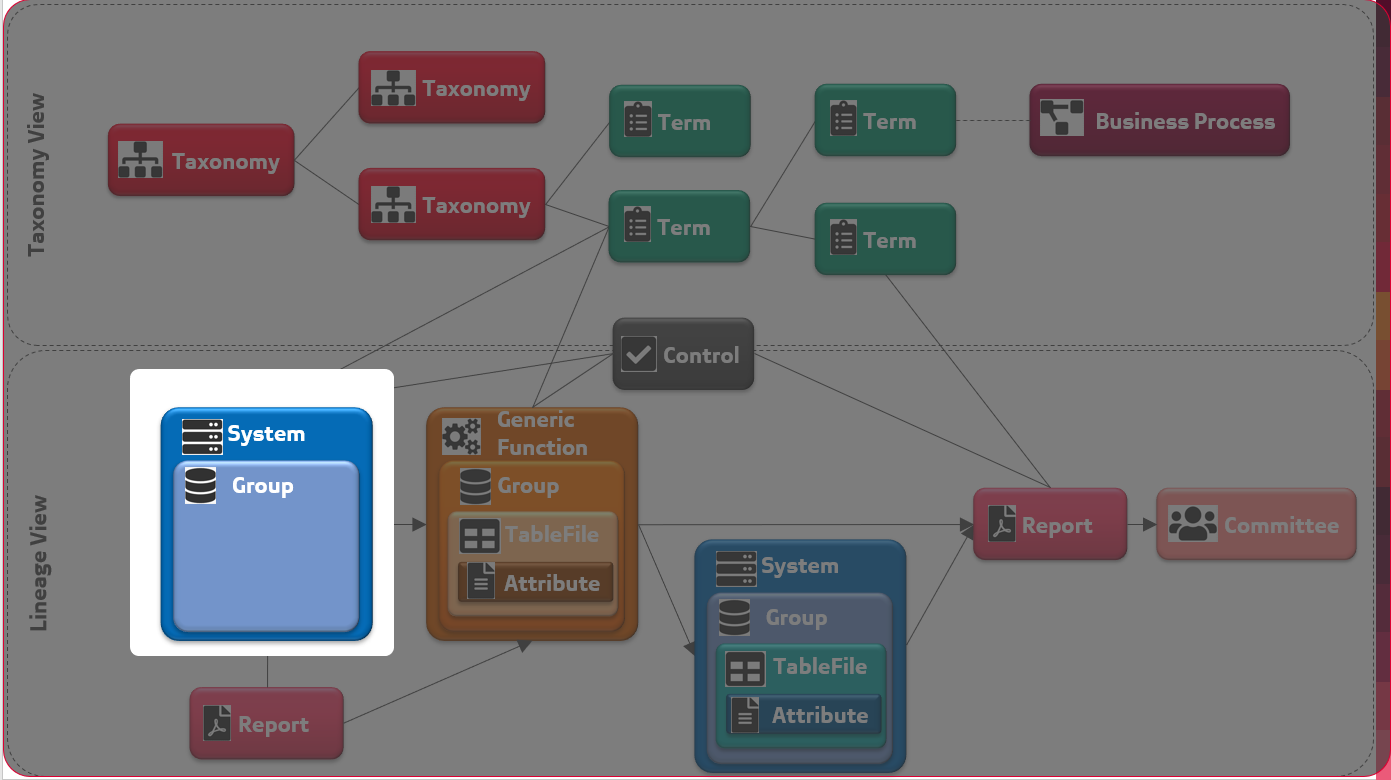 Taxonomy View
Taxonomy
Taxonomy
Taxonomy
Term
Term
Term
Term
Business Process
Control
Lineage View
System
Group
Generic
Function
Group
TableFile
Attribute
System
Group
TableFile
Attribute
Report
Committee
Report